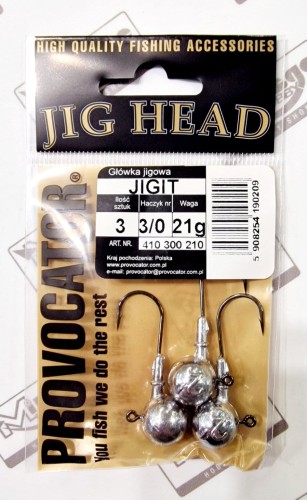 HIGH QUALITY FISHING ACCESSORIES
JIG HEAD
Główka jigowa
JIGIT
Ilość sztuk
Haczyk nr
Waga
3
3/0
21g
ART. NR.
410 300 210
Kraj pochodzenia: Polska
www.provocator.com.pl
e-mail: provocator@provocator.com.pl
5 908254 190209
PROVOCATOR®
You fish we do the rest